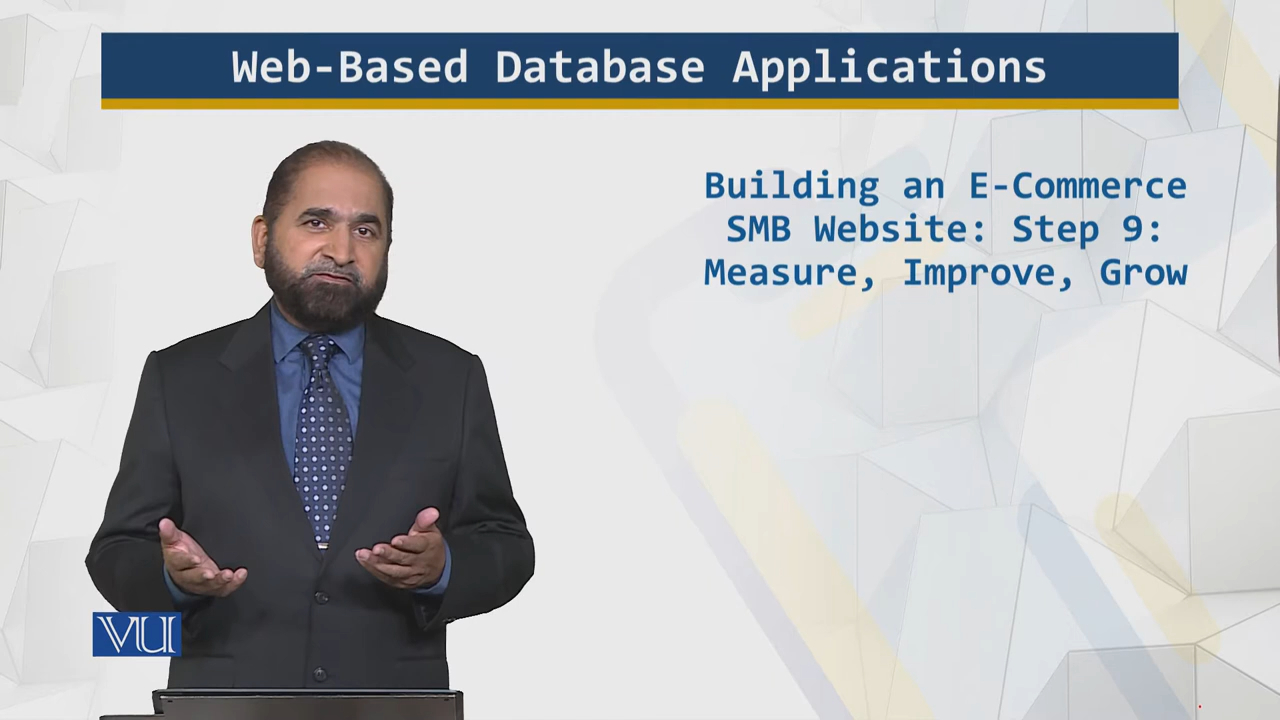 Web-Based Database Applications
Building an E-Commerce
SMB Website: Step 9:
Measure, Improve, Grow
VU